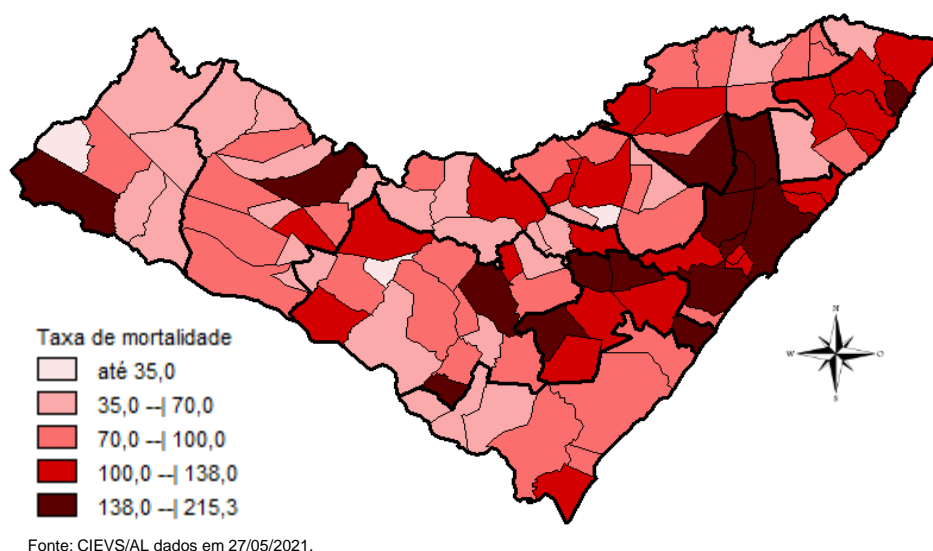 Taxa de mortalidade
até 35,0
35,0 --| 70,0
70,0 --| 100,0
100,0 --| 138,0
138,0 --| 215,3
N
W
O
S
Fonte: CIEVS/AL dados em 27/05/2021.